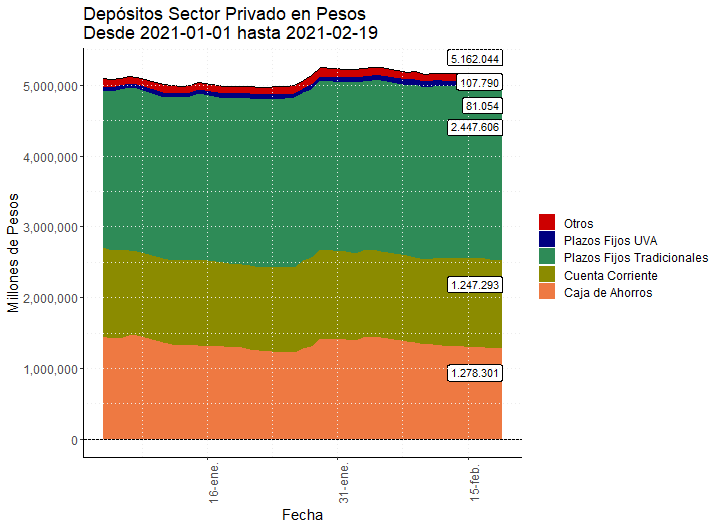 Depósitos Sector Privado en Pesos
Desde 2021-01-01 hasta 2021-02-19
Millones de Pesos
5,000,000
4,000,000
3,000,000
2,000,000
1,000,000
0
5.162.044
107.790
81.054
2.447.606
1.247.293
1.278.301
16-ene.
31-ene.
15-feb.
Fecha
Otros
Plazos Fijos UVA
Plazos Fijos Tradicionales
Cuenta Corriente
Caja de Ahorros